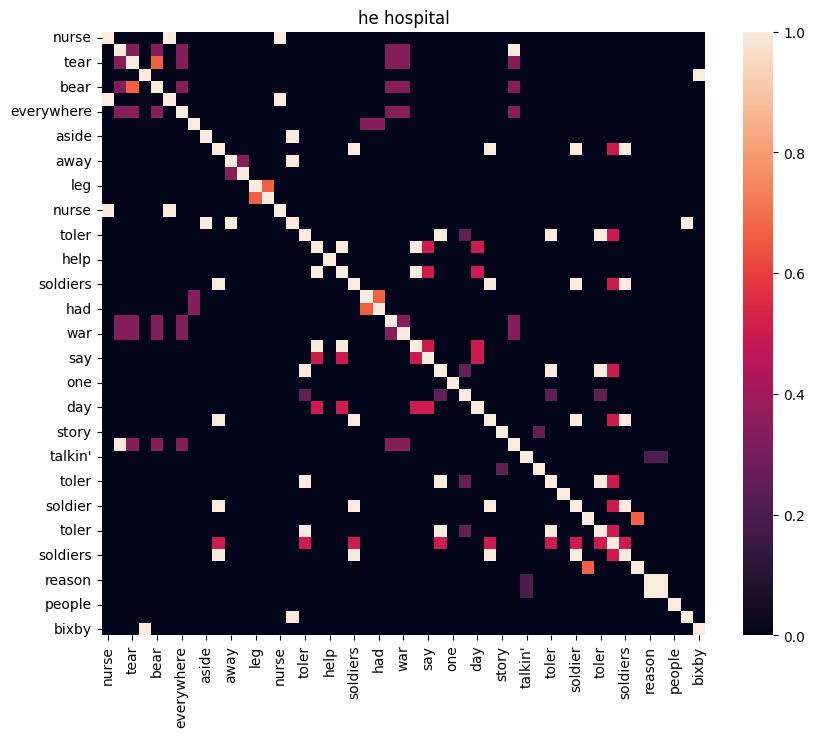 he hospital
nurse
tear
bear
everywhere
aside
away
leg
nurse
toler
help
soldiers
had
war
say
one
day
story
talkin'
toler
soldier
toler
soldiers
reason
people
bixby
nurse
tear
bear
everywhere
aside
away
leg
nurse
toler
help
soldiers
had
war
say
one
day
story
talkin'
toler
soldier
toler
soldiers
reason
people
bixby
1.0
0.8
0.6
0.4
0.2
0.0